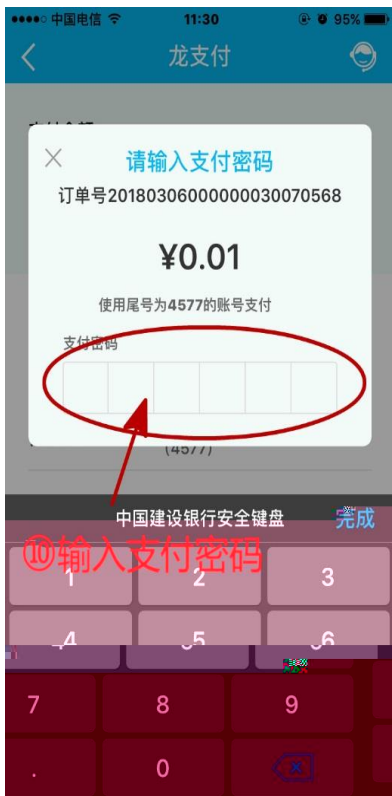 中国电信 11:30 95%
龙支付
请输入支付密码
订单号20180306000000030070568
¥0.01
使用尾号为4577的账号支付
支付密码
(4577)
中国建设银行安全键盘 完成
⑩输入支付密码
1 2 3
4 5 6
7 8 9
. 0